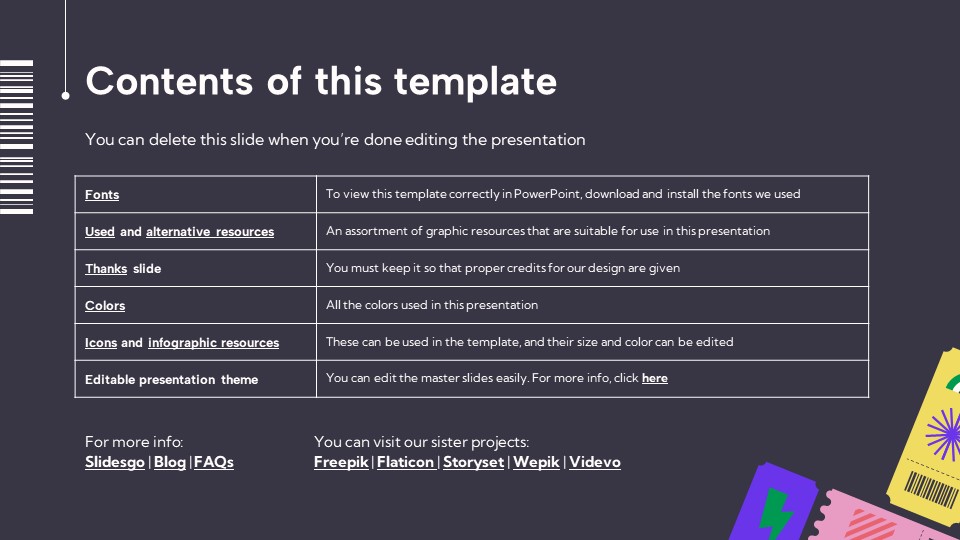 Contents of this template
You can delete this slide when you’re done editing the presentation
Fonts
To view this template correctly in PowerPoint, download and install the fonts we used
Used and alternative resources
An assortment of graphic resources that are suitable for use in this presentation
Thanks slide
You must keep it so that proper credits for our design are given
Colors
All the colors used in this presentation
Icons and infographic resources
These can be used in the template, and their size and color can be edited
Editable presentation theme
You can edit the master slides easily. For more info, click here
For more info:
Slidesgo | Blog | FAQs
You can visit our sister projects:
Freepik | Flaticon | Storyset | Wepik | Videvo